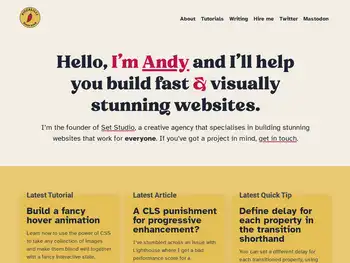 About Tutorials Writing Hire me Twitter Mastodon
Hello, I'm Andy and I'll help
you build fast & visually
stunning websites.
I'm the founder of Set Studio, a creative agency that specialises in building stunning
websites that work for everyone. If you've got a project in mind, get in touch.
Latest Tutorial
Build a fancy
hover animation
Learn how to use the power of CSS
to take any collection of images
and make them blend well together
with a fancy interactive slide,
Latest Article
A CLS punishment
for progressive
enhancement?
I've stumbled across an issue with
Lighthouse where I got a bad
performance score for a
Latest Quick Tip
Define delay for
each property in
the transition
shorthand
You can set a different delay for
each transitioned property, using